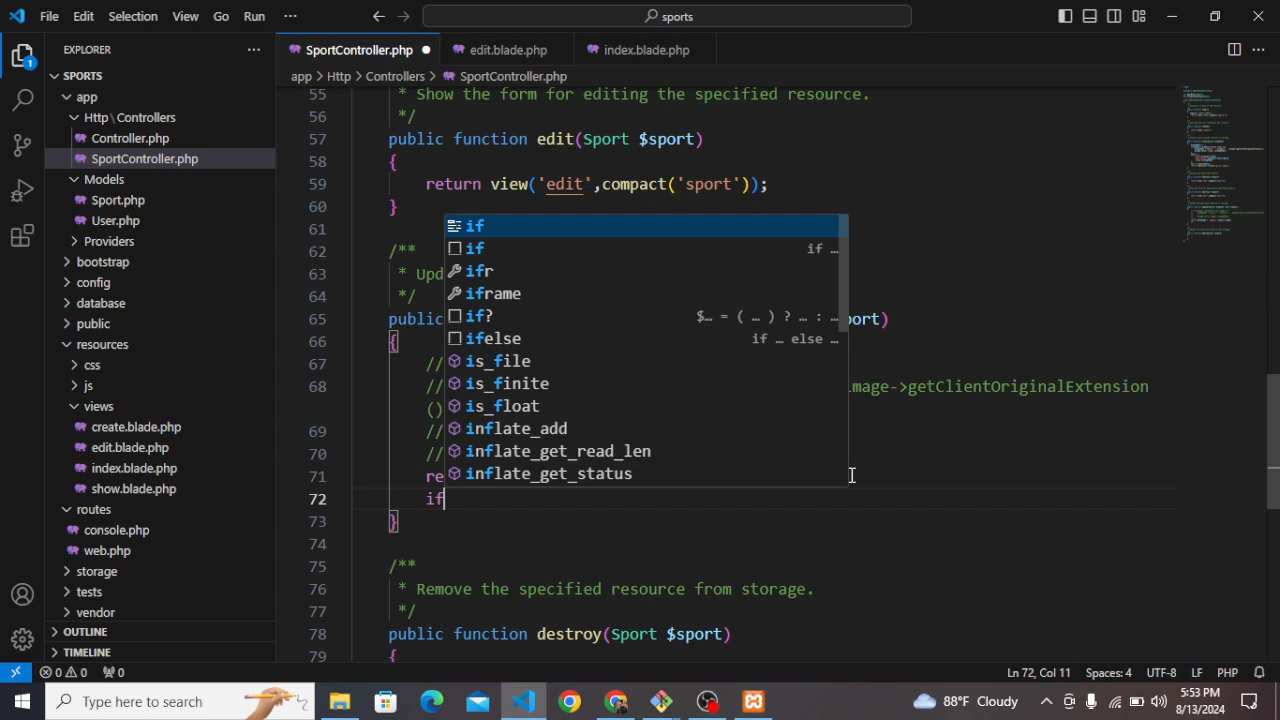 File Edit Selection View Go Run ··· sports
EXPLORER ··· SportController.php edit.blade.php index.blade.php ···
SPORTS
app > Http > Controllers > SportController.php
app
Http \ Controllers
Controller.php
SportController.php
Models
Sport.php
User.php
Providers
bootstrap
config
database
public
resources
css
js
views
create.blade.php
edit.blade.php
index.blade.php
show.blade.php
routes
console.php
web.php
storage
tests
vendor
OUTLINE
TIMELINE
1
55 * Show the form for editing the specified resource.
56 */
57 public function edit(Sport $sport)
58 {
59 return view('edit',compact('sport'));
60 }
61
62 /**
63 * Upd
64 */
65 public port)
66 {
67 //
68 // image->getClientOriginalExtension
()
69 //
70 //
71 re
72 if
73 }
74
75 /**
76 * Remove the specified resource from storage.
77 */
78 public function destroy(Sport $sport)
79 {
if
if if …
ifr
iframe
if? $… = ( … ) ? … : …
ifelse if … else …
is_file
is_finite
is_float
inflate_add
inflate_get_read_len
inflate_get_status
0 0 0 Ln 72, Col 11 Spaces: 4 UTF-8 LF PHP
Type here to search 88°F Cloudy 5:53 PM
8/13/2024